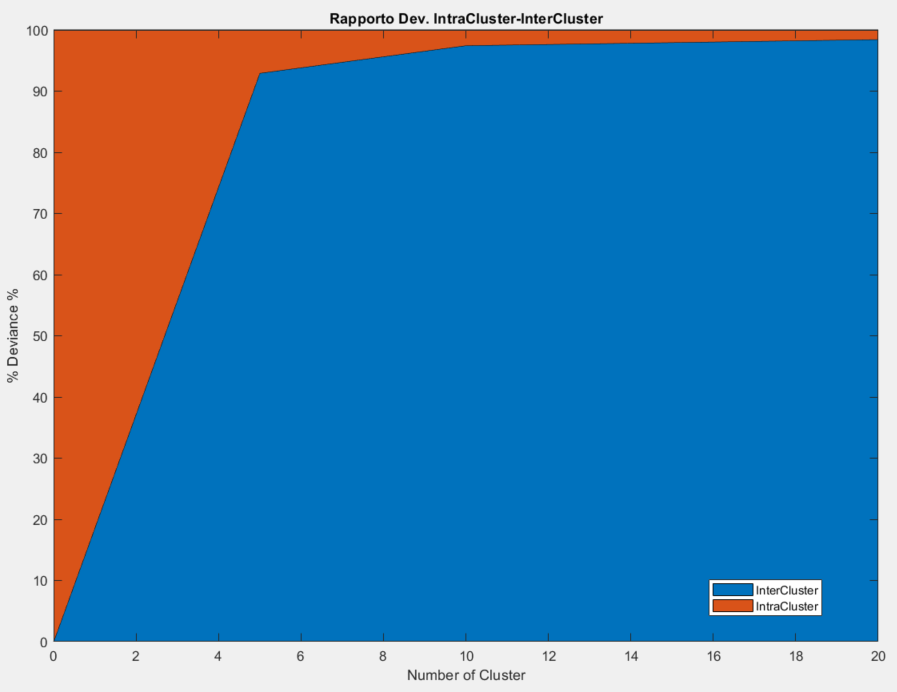 Rapporto Dev. IntraCluster-InterCluster
100
90
80
70
60
50
40
30
20
10
0
% Deviance %
0 2 4 6 8 10 12 14 16 18 20
Number of Cluster
InterCluster
IntraCluster